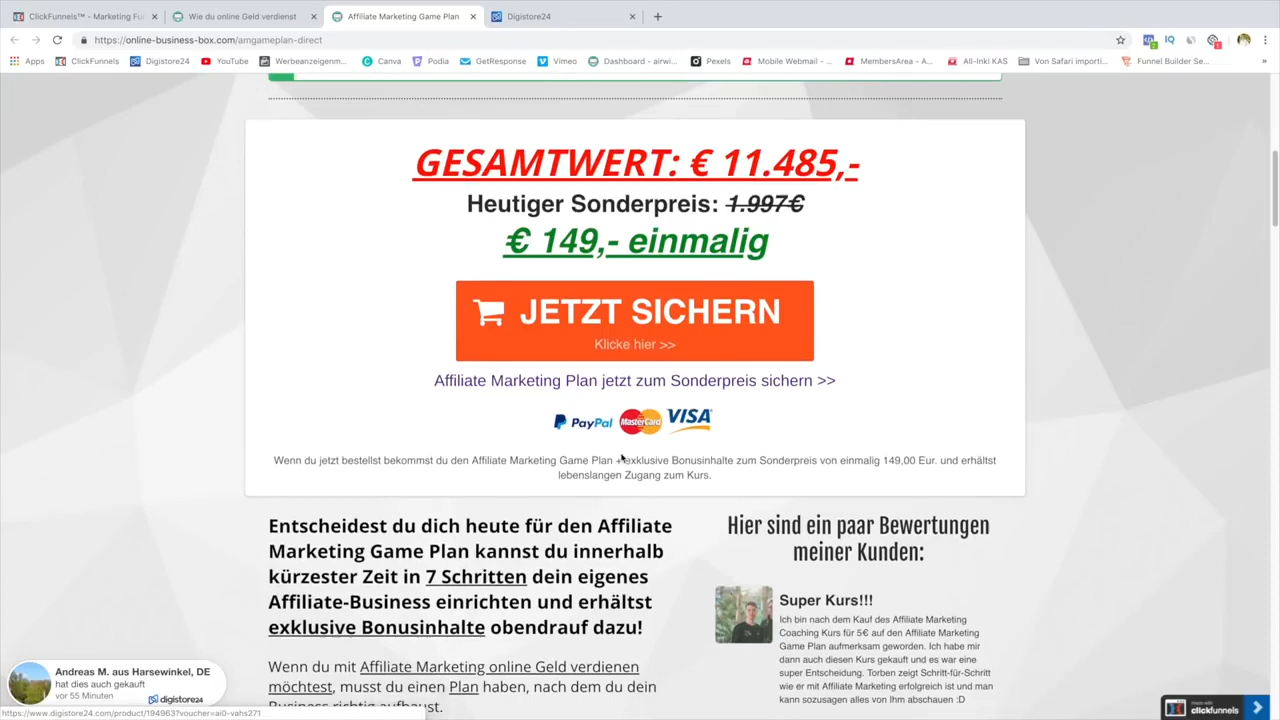 ClickFunnels™ - Marketing Fu
Wie du online Geld verdienst
Affiliate Marketing Game Plan
Digistore24
https://online-business-box.com/amgameplan-direct
Apps
ClickFunnels
Digistore24
YouTube
Werbeanzeigenm...
Canva
Podia
GetResponse
Vimeo
Dashboard - airwi...
Pexels
Mobile Webmail - ...
MembersArea - A...
All-Inkl KAS
Von Safari importi...
Funnel Builder Se...
GESAMTWERT: € 11.485,-
Heutiger Sonderpreis: 1.997€
€ 149,- einmalig
JETZT SICHERN
Klicke hier >>
Affiliate Marketing Plan jetzt zum Sonderpreis sichern >>
PayPal MasterCard VISA
Wenn du jetzt bestellst bekommst du den Affiliate Marketing Game Plan + exklusive Bonusinhalte zum Sonderpreis von einmalig 149,00 Eur. und erhältst
lebenslangen Zugang zum Kurs.
Entscheidest du dich heute für den Affiliate
Marketing Game Plan kannst du innerhalb
kürzester Zeit in 7 Schritten dein eigenes
Affiliate-Business einrichten und erhältst
exklusive Bonusinhalte obendrauf dazu!
Wenn du mit Affiliate Marketing online Geld verdienen
möchtest, musst du einen Plan haben, nach dem du dein
Business richtig aufbaust.
Hier sind ein paar Bewertungen
meiner Kunden:
Super Kurs!!!
Ich bin nach dem Kauf des Affiliate Marketing
Coaching Kurs für 5€ auf den Affiliate Marketing
Game Plan aufmerksam geworden. Ich habe mir
dann auch diesen Kurs gekauft und es war eine
super Entscheidung. Torben zeigt Schritt-für-Schritt
wie er mit Affiliate Marketing erfolgreich ist und man
kann sozusagen alles von Ihm abschauen :D
Andreas M. aus Harsewinkel, DE
hat dies auch gekauft
vor 55 Minuten
digistore24
https://www.digistore24.com/product/194963?voucher=ai0-vahs271
made with
clickfunnels